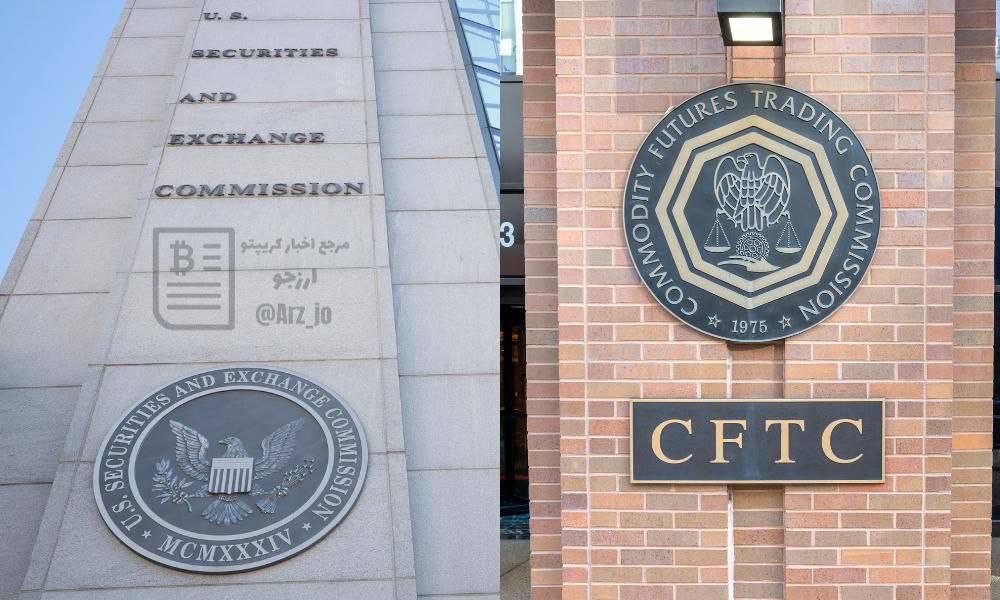 U. S.
SECURITIES
AND
EXCHANGE
COMMISSION
مرجع اخبار کریپتو
ارزجو
@Arz_jo
U.S. SECURITIES AND EXCHANGE COMMISSION
MCMXXXIV
3
COMMODITY FUTURES TRADING COMMISSION
1975
CFTC